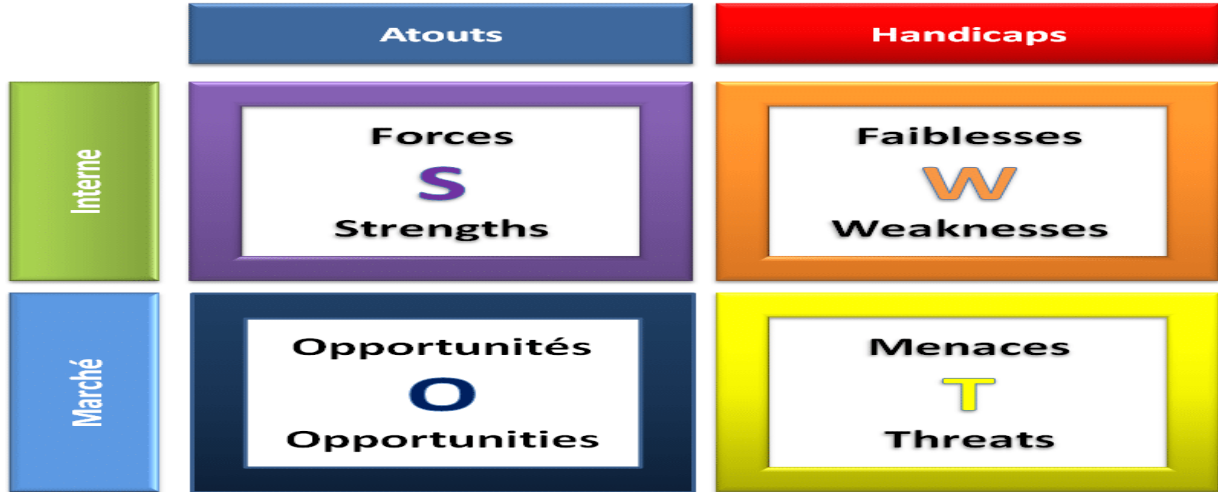 Atouts
Handicaps
Interne
Forces
S
Strengths
Faiblesses
W
Weaknesses
Marché
Opportunités
O
Opportunities
Menaces
T
Threats